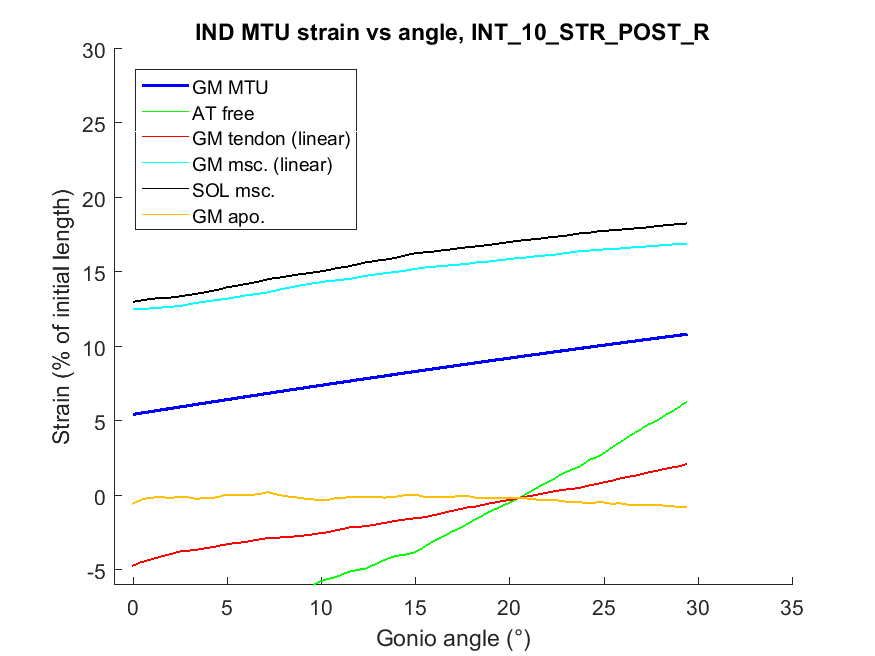 IND MTU strain vs angle, INT_10_STR_POST_R
30
25
20
15
10
5
0
-5
Strain (% of initial length)
GM MTU
AT free
GM tendon (linear)
GM msc. (linear)
SOL msc.
GM apo.
0 5 10 15 20 25 30 35
Gonio angle (°)